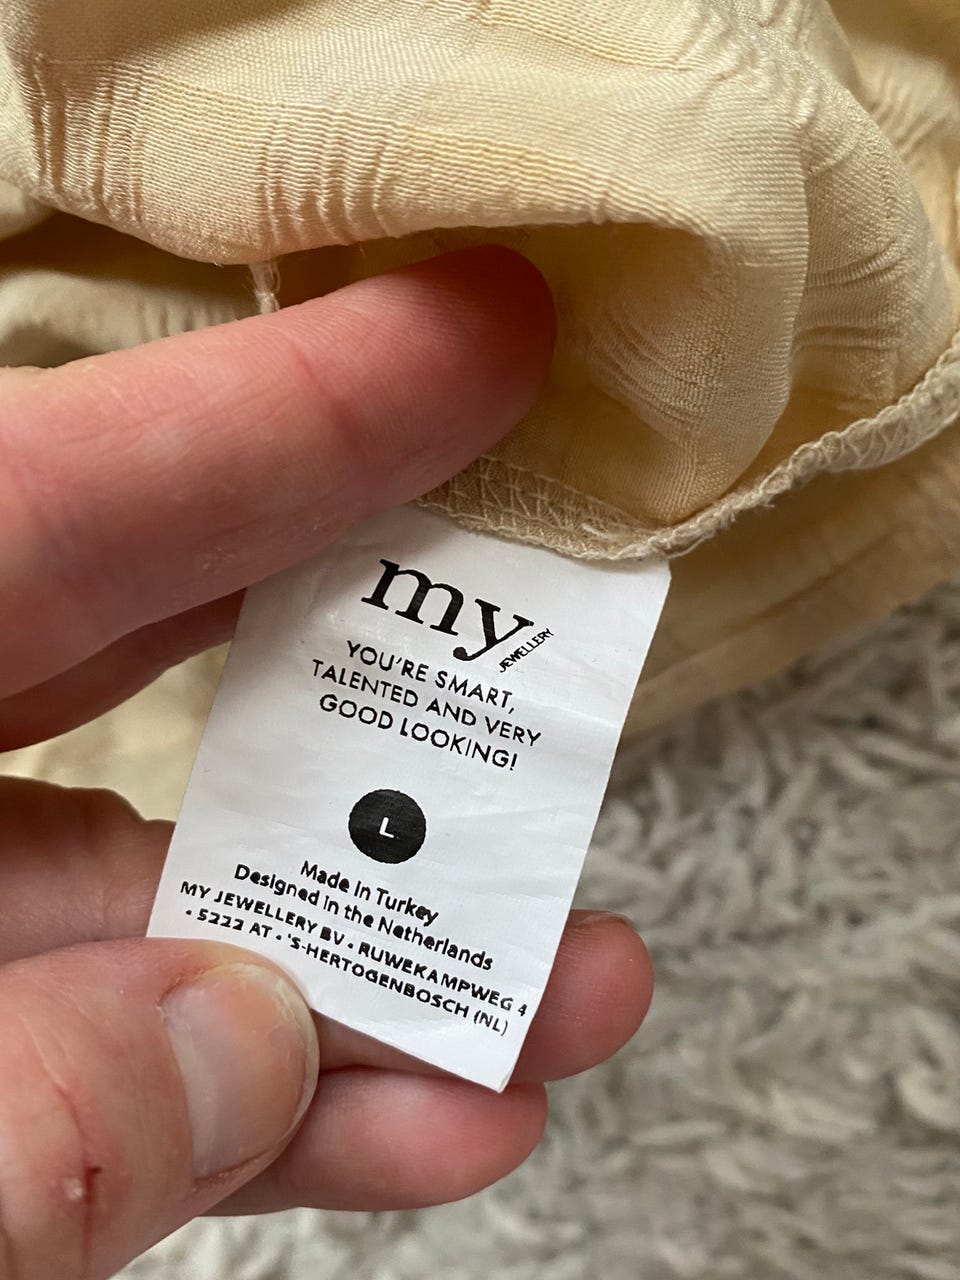 my
JEWELLERY
YOU'RE SMART,
TALENTED AND VERY
GOOD LOOKING!
L
Made in Turkey
Designed in the Netherlands
MY JEWELLERY BV • RUWEKAMPWEG 4
• 5222 AT • 'S-HERTOGENBOSCH (NL)